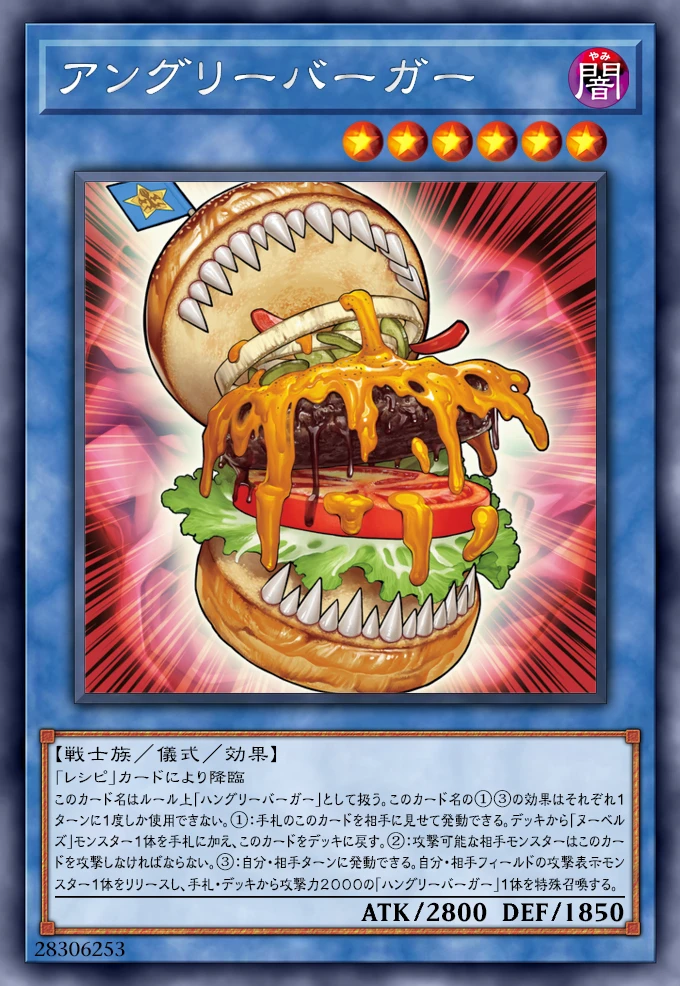 アングリーバーガー
やみ
闇
【戦士族／儀式／効果】
「レシピ」カードにより降臨
このカード名はルール上「ハングリーバーガー」として扱う。このカード名の①③の効果はそれぞれ1
ターンに1度しか使用できない。①：手札のこのカードを相手に見せて発動できる。デッキから「ヌーベル
ズ」モンスター1体を手札に加え、このカードをデッキに戻す。②：攻撃可能な相手モンスターはこのカー
ドを攻撃しなければならない。③：自分・相手ターンに発動できる。自分・相手フィールドの攻撃表示モン
スター1体をリリースし、手札・デッキから攻撃力2000の「ハングリーバーガー」1体を特殊召喚する。
ATK/2800 DEF/1850
28306253